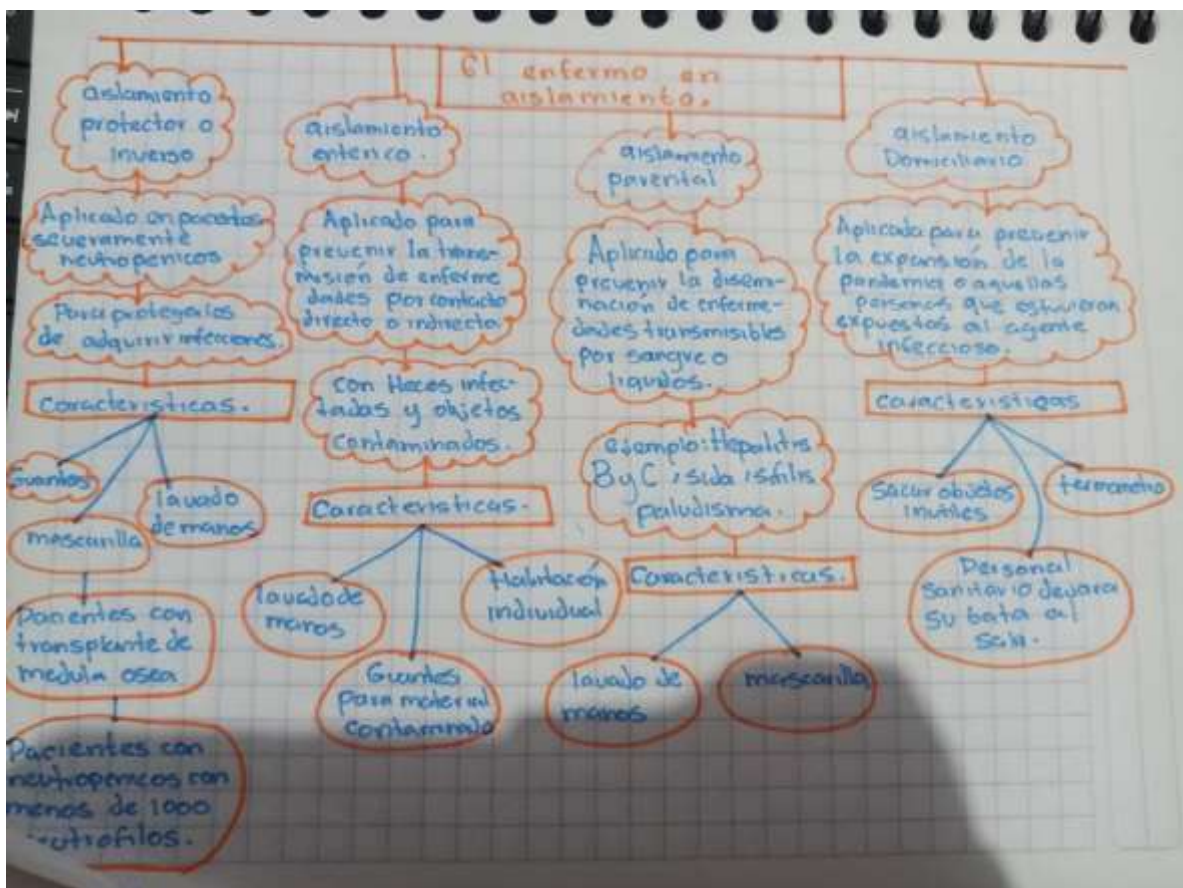 El enfermo en
aislamiento.
aislamiento
protector o
inverso
Aplicado en pacientes
severamente
neutropenicos
Para protegerlos
de adquirir infecciones.
Caracteristicas.
Guantes
mascarilla
lavado
de manos
Pacientes con
transplante de
medula osea
Pacientes con
neutropenicos con
menos de 1000
neutrofilos.
aislamiento
enterico.
Aplicado para
prevenir la trans-
misión de enferme
dades por contacto
directo o indirecto
con Heces infec-
tadas y objetos
contaminados.
Caracteristicas.
lavado de
manos
Guantes
para material
contaminado
Habitación
individual
aislamento
parental
Aplicado para
prevenir la disemi-
nación de enferme-
dades transmisibles
por sangre o
liquidos.
ejemplo: Hepatitis
B y C, sida, sifilis
paludismo.
Caracteristicas.
lavado de
manos
mascarilla
aislamiento
Domiciliario
Aplicado para prevenir
la expansión de la
pandemia o aquellas
personas que estuvieron
expuestos al agente
infeccioso.
caracteristicas
sacar objetos
inutiles
Personal
sanitario dejara
su bata al
salir.